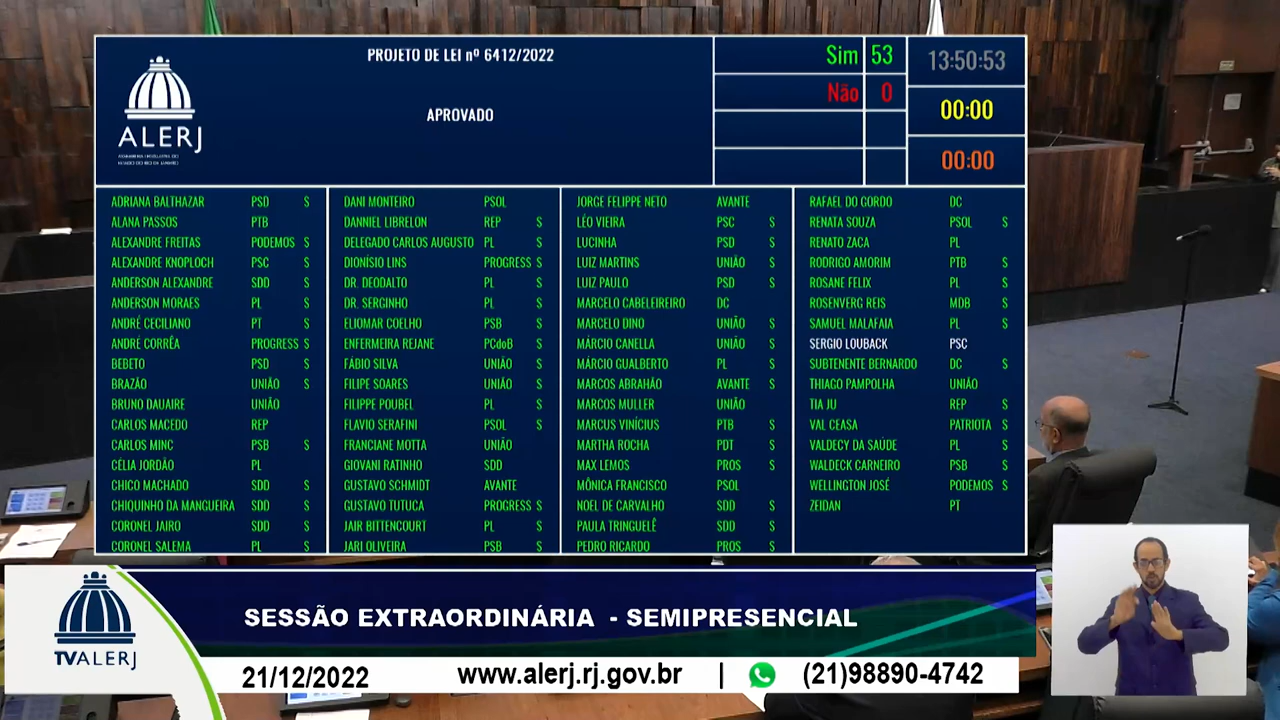 PROJETO DE LEI nº 6412/2022
APROVADO
ALERJ
Sim 53
Não 0
13:50:53
00:00
00:00
ADRIANA BALTHAZAR PSD S
ALANA PASSOS PTB
ALEXANDRE FREITAS PODEMOS S
ALEXANDRE KNOPLOCH PSC S
ANDERSON ALEXANDRE SDD S
ANDERSON MORAES PL S
ANDRÉ CECILIANO PT S
ANDRÉ CORRÊA PROGRESS S
BEBETO PSD S
BRAZÃO UNIÃO S
BRUNO DAUAIRE UNIÃO
CARLOS MACEDO REP
CARLOS MINC PSB S
CÉLIA JORDÃO PL
CHICO MACHADO SDD S
CHIQUINHO DA MANGUEIRA SDD S
CORONEL JAIRO SDD S
CORONEL SALEMA PL S
DANI MONTEIRO PSOL
DANNIEL LIBRELON REP S
DELEGADO CARLOS AUGUSTO PL S
DIONÍSIO LINS PROGRESS S
DR. DEODALTO PL S
DR. SERGINHO PL S
ELIOMAR COELHO PSB S
ENFERMEIRA REJANE PCdoB S
FÁBIO SILVA UNIÃO S
FILIPE SOARES UNIÃO S
FILIPPE POUBEL PL S
FLAVIO SERAFINI PSOL S
FRANCIANE MOTTA UNIÃO
GIOVANI RATINHO SDD
GUSTAVO SCHMIDT AVANTE
GUSTAVO TUTUCA PROGRESS S
JAIR BITTENCOURT PL S
JARI OLIVEIRA PSB S
JORGE FELIPPE NETO AVANTE
LÉO VIEIRA PSC S
LUCINHA PSD S
LUIZ MARTINS UNIÃO S
LUIZ PAULO PSD S
MARCELO CABELEIREIRO DC
MARCELO DINO UNIÃO S
MÁRCIO CANELLA UNIÃO S
MÁRCIO GUALBERTO PL S
MARCOS ABRAHÃO AVANTE S
MARCOS MULLER UNIÃO
MARCUS VINÍCIUS PTB S
MARTHA ROCHA PDT S
MAX LEMOS PROS S
MÔNICA FRANCISCO PSOL
NOEL DE CARVALHO SDD S
PAULA TRINGUELÊ SDD S
PEDRO RICARDO PROS S
RAFAEL DO GORDO DC
RENATA SOUZA PSOL S
RENATO ZACA PL
RODRIGO AMORIM PTB S
ROSANE FELIX PL S
ROSENVERG REIS MDB S
SAMUEL MALAFAIA PL S
SERGIO LOUBACK PSC
SUBTENENTE BERNARDO DC S
THIAGO PAMPOLHA UNIÃO
TIA JU REP S
VAL CEASA PATRIOTA S
VALDECY DA SAÚDE PL S
WALDECK CARNEIRO PSB S
WELLINGTON JOSÉ PODEMOS S
ZEIDAN PT
SESSÃO EXTRAORDINÁRIA - SEMIPRESENCIAL
TVALERJ
21/12/2022 www.alerj.rj.gov.br | (21)98890-4742